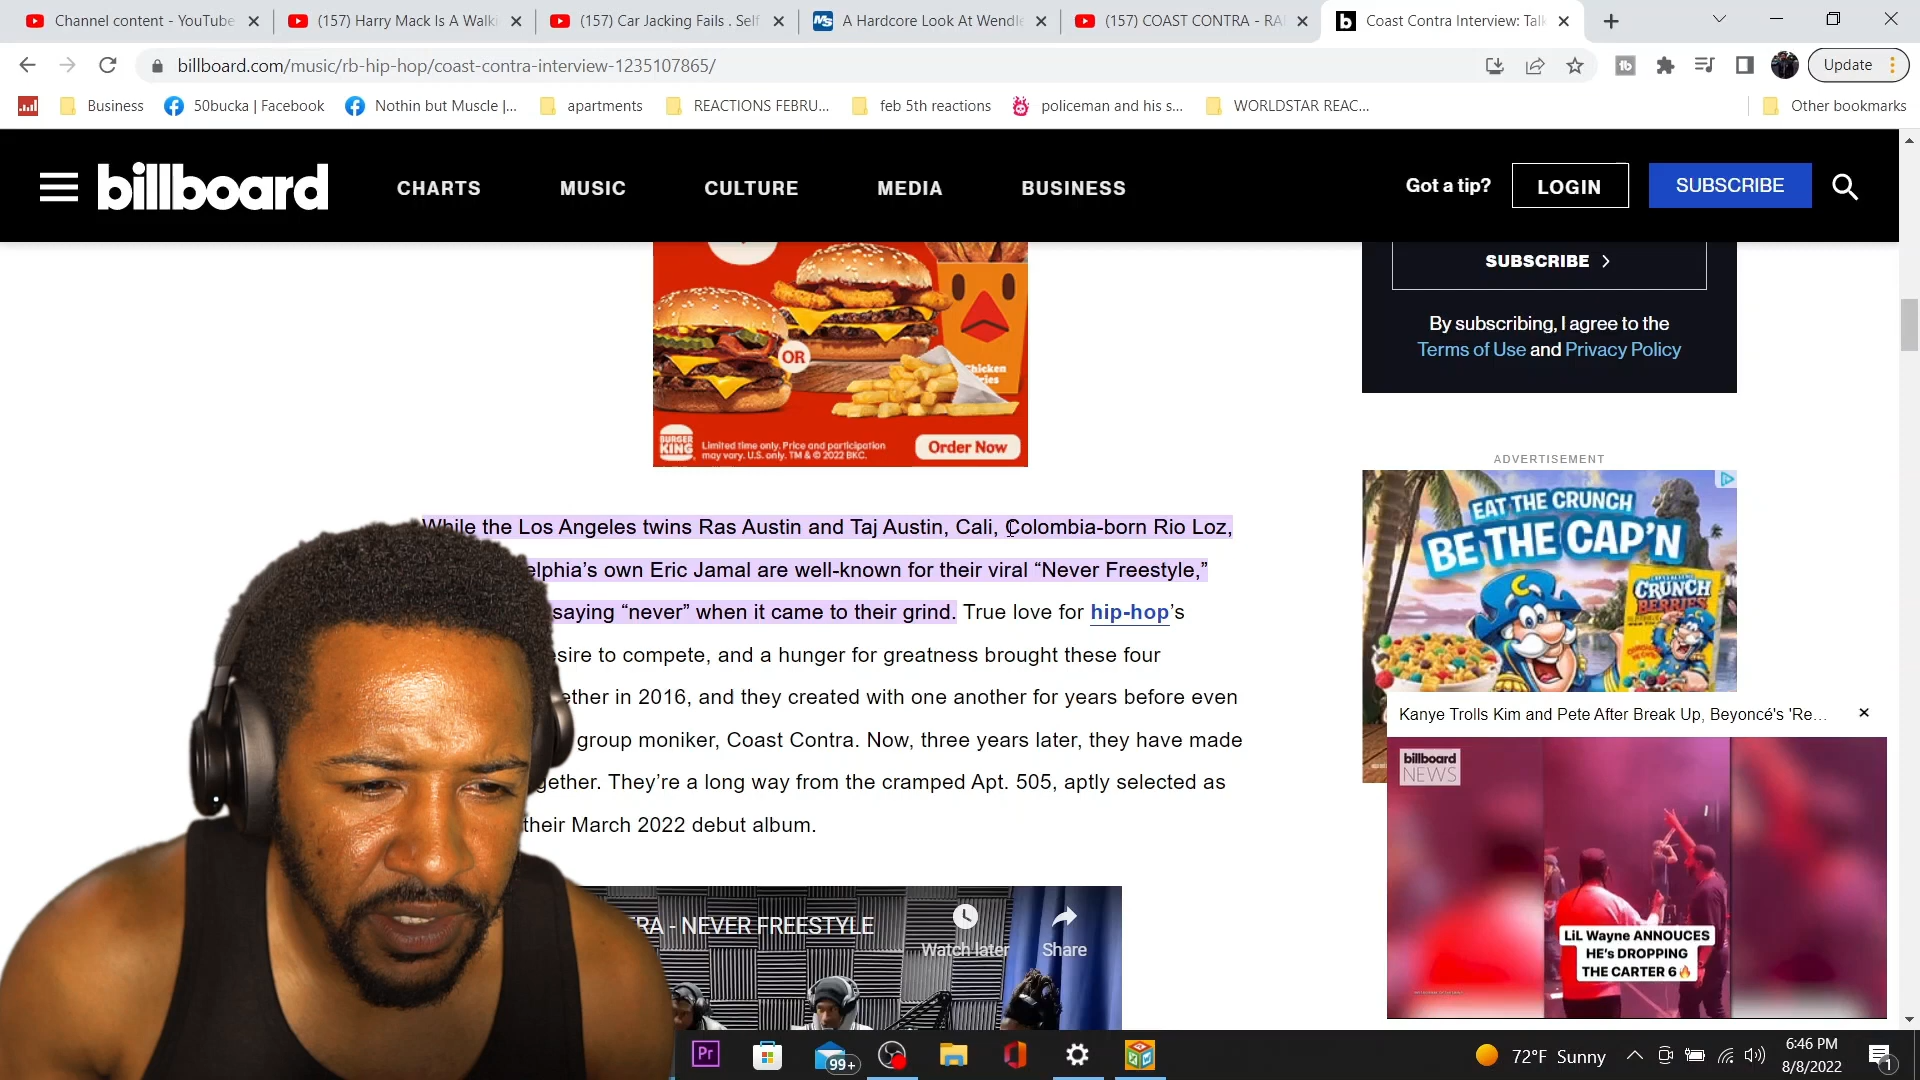 Channel content - YouTube
(157) Harry Mack Is A Walki
(157) Car Jacking Fails . Self
A Hardcore Look At Wendle
(157) COAST CONTRA - RAI
Coast Contra Interview: Talk
billboard.com/music/rb-hip-hop/coast-contra-interview-1235107865/
Update
Business
50bucka | Facebook
Nothin but Muscle |...
apartments
REACTIONS FEBRU...
feb 5th reactions
policeman and his s...
WORLDSTAR REAC...
Other bookmarks
billboard
CHARTS
MUSIC
CULTURE
MEDIA
BUSINESS
Got a tip?
LOGIN
SUBSCRIBE
OR
Chicken
BURGER
KING
Limited time only. Price and participation
may vary. U.S. only. TM & © 2022 BKC.
Order Now
SUBSCRIBE >
By subscribing, I agree to the
Terms of Use and Privacy Policy
ADVERTISEMENT
EAT THE CRUNCH
BE THE CAP'N
CRUNCH
BERRIES
While the Los Angeles twins Ras Austin and Taj Austin, Cali, Colombia-born Rio Loz,
elphia's own Eric Jamal are well-known for their viral “Never Freestyle,”
saying “never” when it came to their grind. True love for hip-hop's
esire to compete, and a hunger for greatness brought these four
ether in 2016, and they created with one another for years before even
group moniker, Coast Contra. Now, three years later, they have made
gether. They're a long way from the cramped Apt. 505, aptly selected as
their March 2022 debut album.
RA - NEVER FREESTYLE
Watch later
Share
Kanye Trolls Kim and Pete After Break Up, Beyoncé's 'Re...
billboard
NEWS
LiL Wayne ANNOUCES
HE's DROPPING
THE CARTER 6🔥
Pr
99+
72°F Sunny
6:46 PM
8/8/2022
1